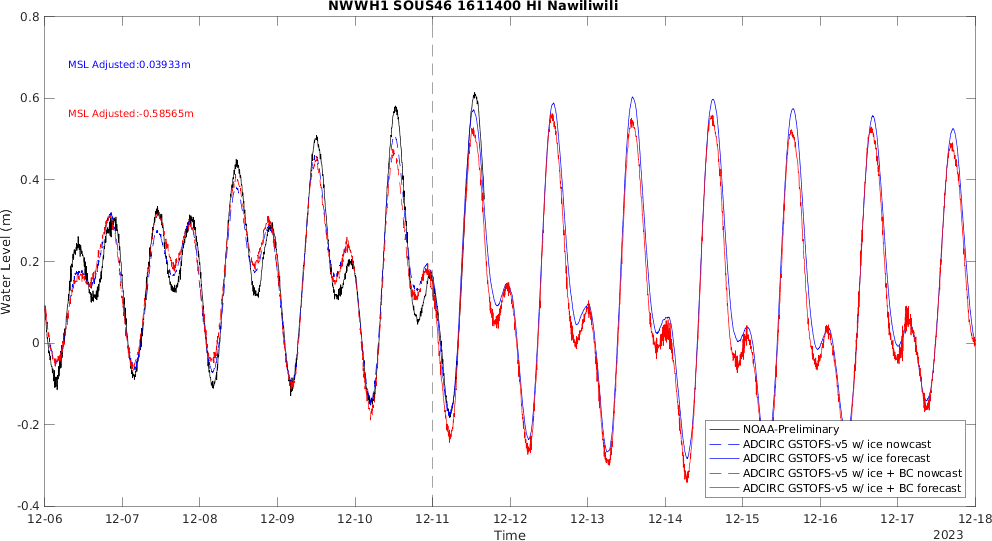 NWWH1 SOUS46 1611400 HI Nawiliwili
0.8
0.6
0.4
0.2
0
-0.2
-0.4
Water Level (m)
MSL Adjusted:0.03933m
MSL Adjusted:-0.58565m
NOAA-Preliminary
ADCIRC GSTOFS-v5 w/ ice nowcast
ADCIRC GSTOFS-v5 w/ ice forecast
ADCIRC GSTOFS-v5 w/ ice + BC nowcast
ADCIRC GSTOFS-v5 w/ ice + BC forecast
12-06 12-07 12-08 12-09 12-10 12-11 12-12 12-13 12-14 12-15 12-16 12-17 12-18
Time
2023